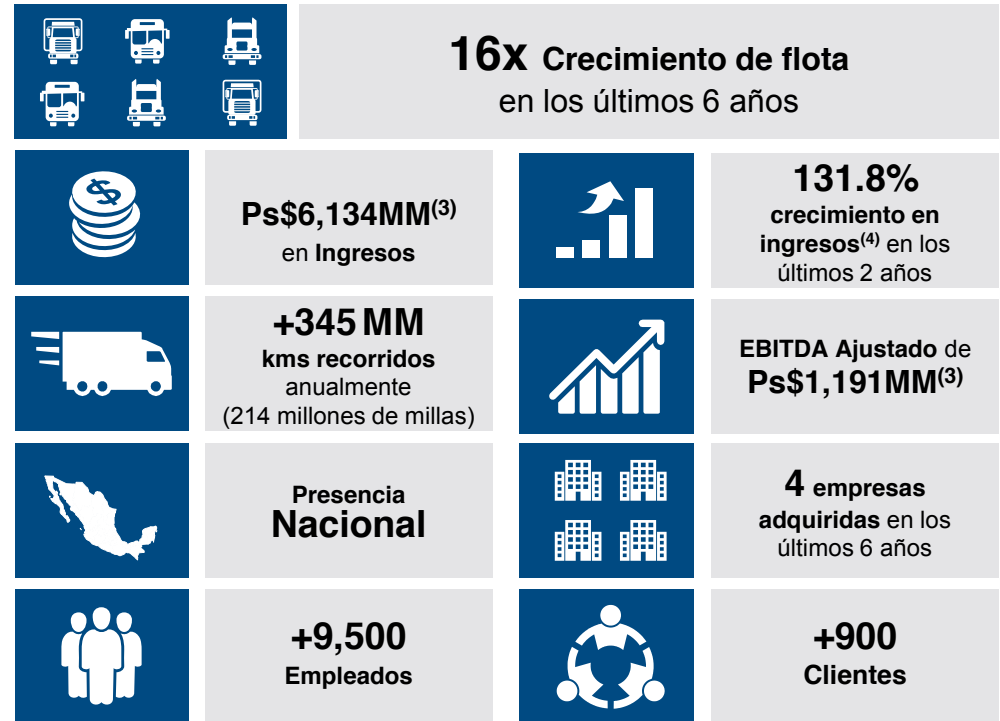 16x Crecimiento de flota
en los últimos 6 años
$
Ps$6,134MM(3)
en Ingresos
131.8%
crecimiento en
ingresos(4) en los
últimos 2 años
+345 MM
kms recorridos
anualmente
(214 millones de millas)
EBITDA Ajustado de
Ps$1,191MM(3)
Presencia
Nacional
4 empresas
adquiridas en los
últimos 6 años
+9,500
Empleados
+900
Clientes